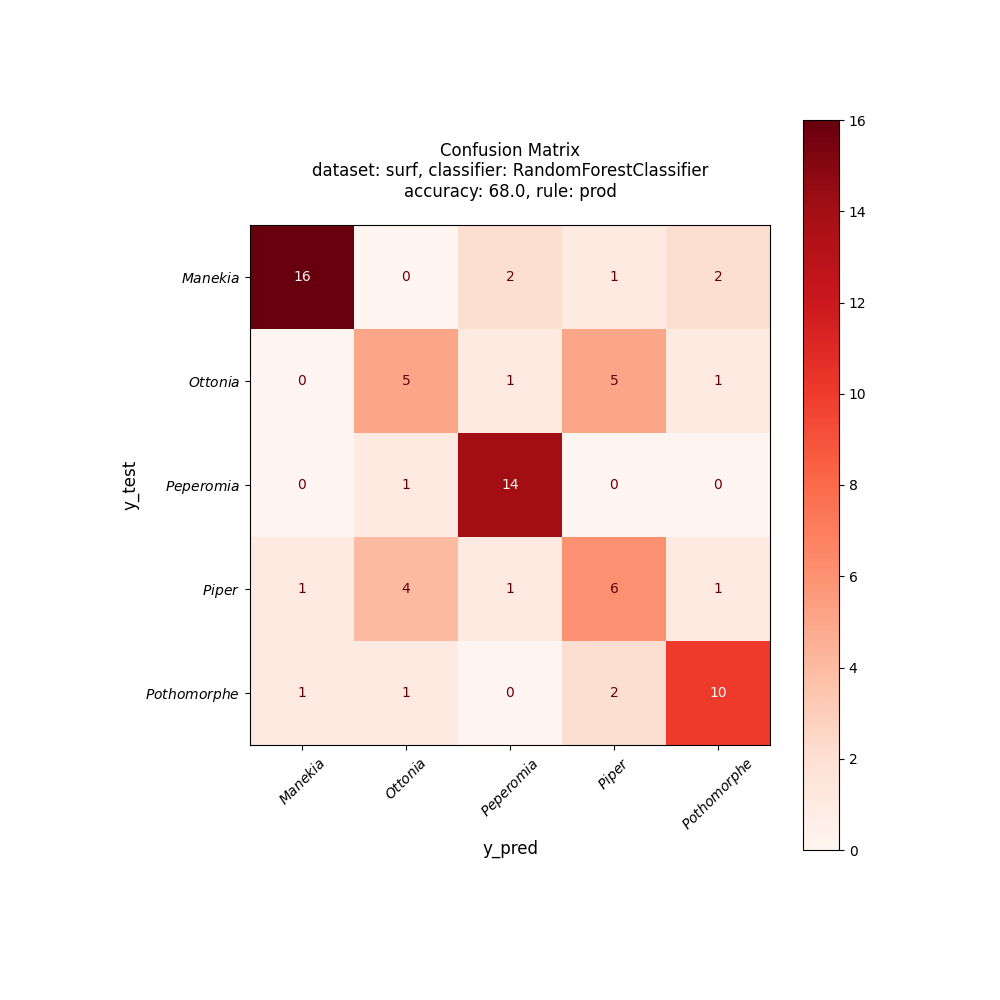 Confusion Matrix
dataset: surf, classifier: RandomForestClassifier
accuracy: 68.0, rule: prod
y_test
Manekia 16 0 2 1 2
Ottonia 0 5 1 5 1
Peperomia 0 1 14 0 0
Piper 1 4 1 6 1
Pothomorphe 1 1 0 2 10
Manekia Ottonia Peperomia Piper Pothomorphe
y_pred
16
14
12
10
8
6
4
2
0